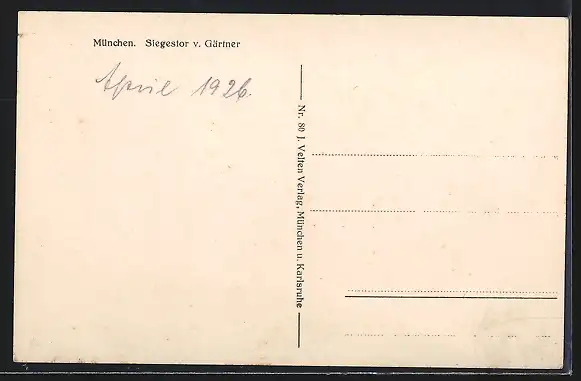 München. Siegestor v. Gärtner
April 1926.
Nr. 80 J. Velten Verlag, München u. Karlsruhe